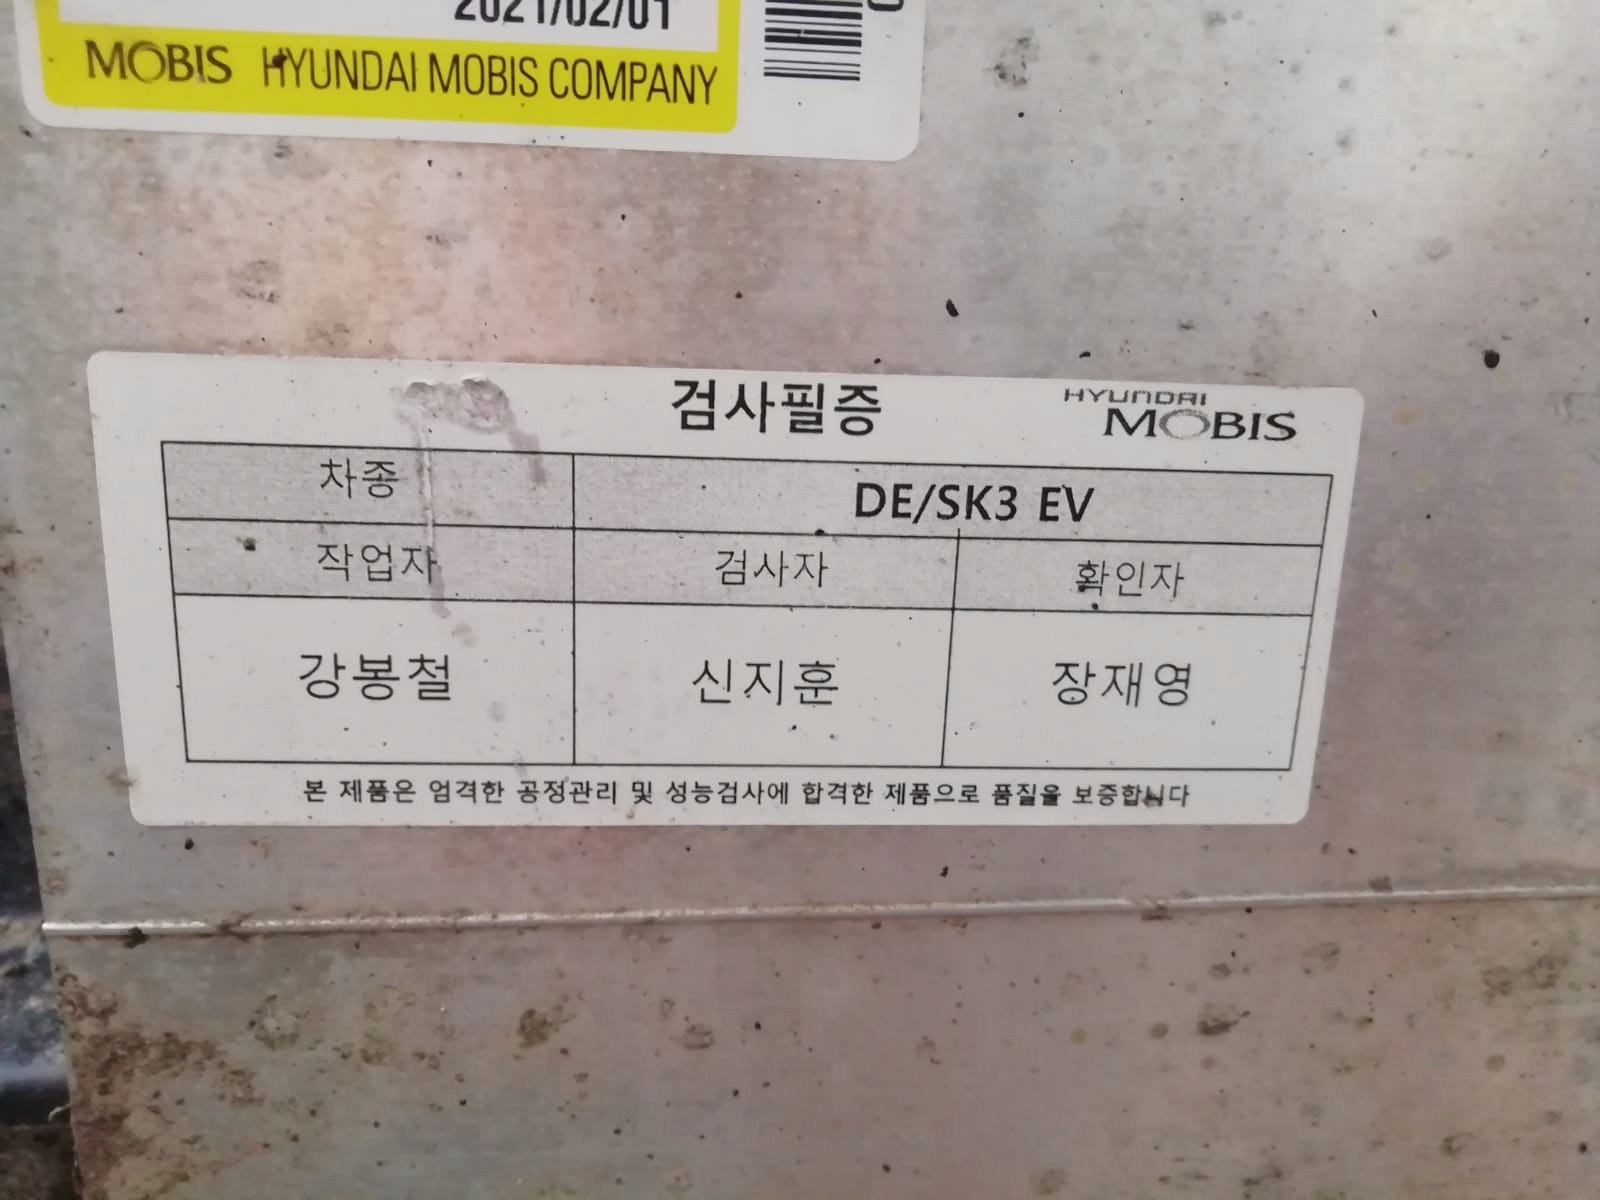 2021/02/01
MOBIS HYUNDAI MOBIS COMPANY
검사필증
HYUNDAI
MOBIS
차종 DE/SK3 EV
작업자 검사자 확인자
강봉철 신지훈 장재영
본 제품은 엄격한 공정관리 및 성능검사에 합격한 제품으로 품질을 보증합니다